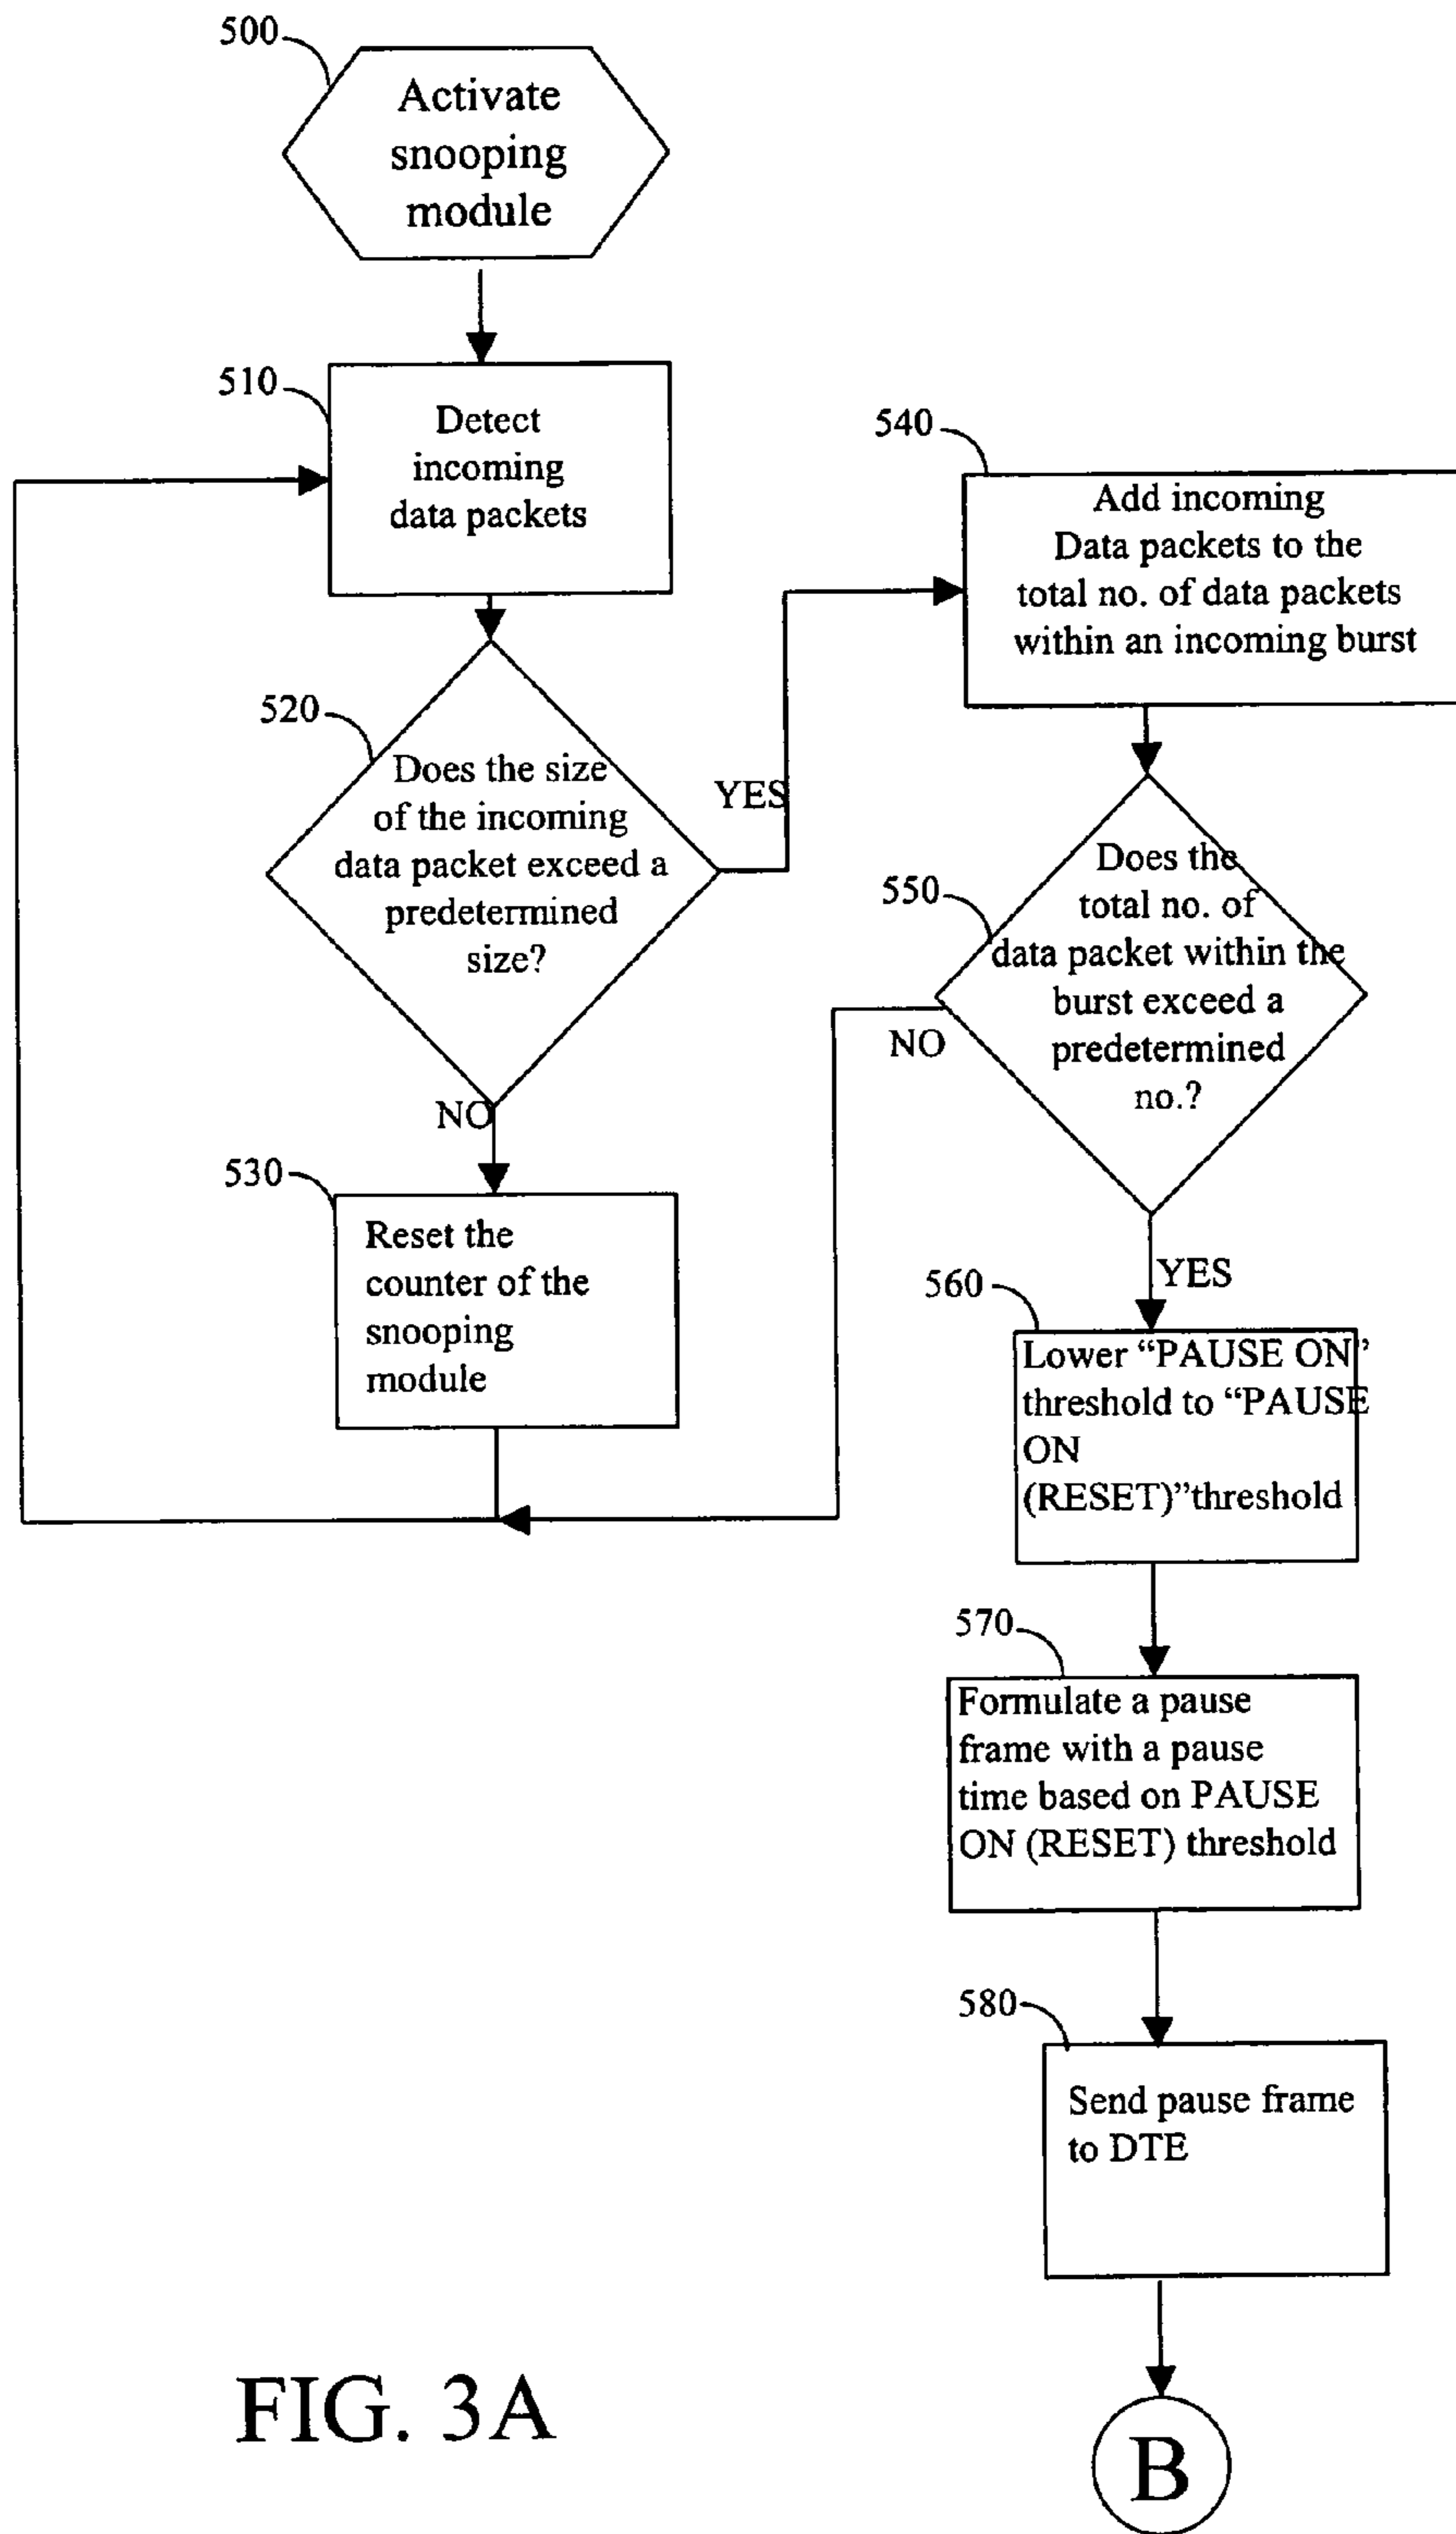 500
Activate
snooping
module
510
Detect
incoming
data packets
520
Does the size
of the incoming
data packet exceed a
predetermined
size?
YES
NO
530
Reset the
counter of the
snooping
module
540
Add incoming
Data packets to the
total no. of data packets
within an incoming burst
550
Does the
total no. of
data packet within the
burst exceed a
predetermined
no.?
NO
YES
560
Lower “PAUSE ON”
threshold to “PAUSE
ON
(RESET)”threshold
570
Formulate a pause
frame with a pause
time based on PAUSE
ON (RESET) threshold
580
Send pause frame
to DTE
B
FIG. 3A